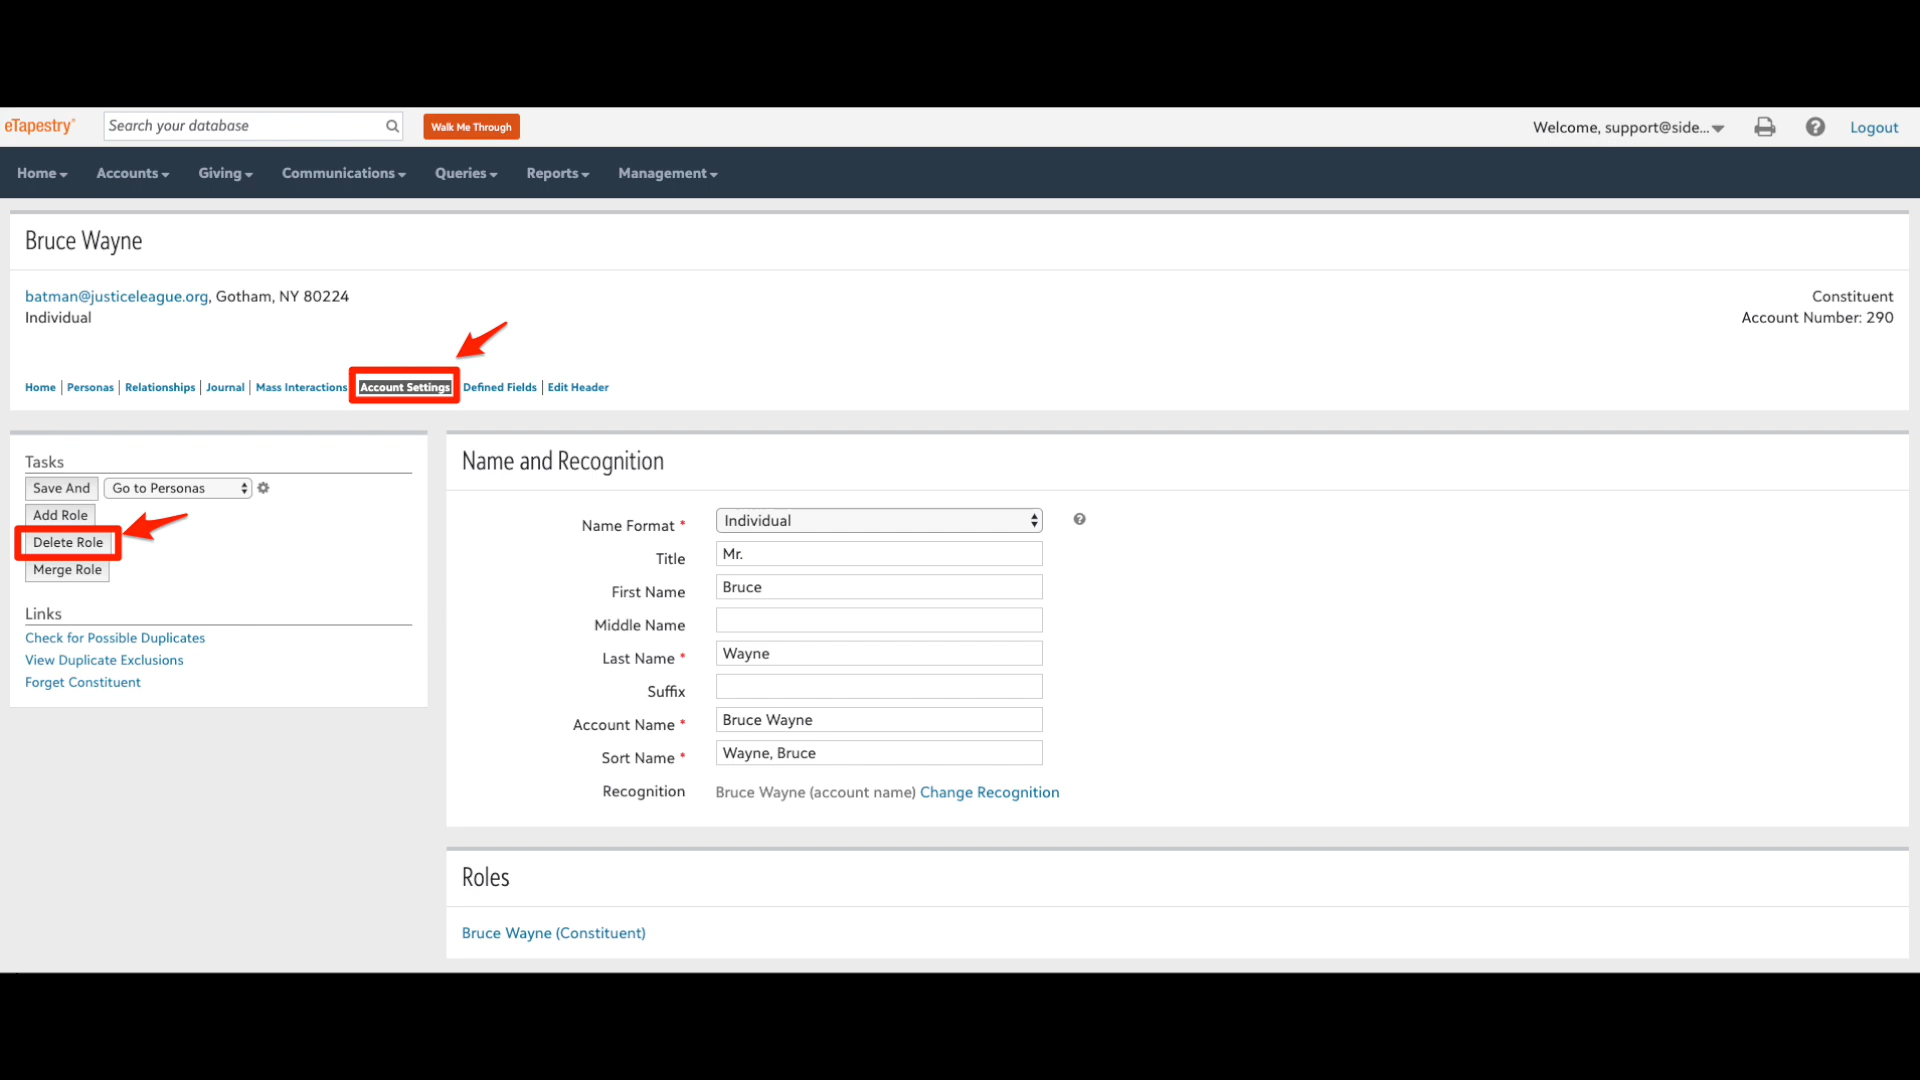 eTapestry® Search your database Walk Me Through Welcome, support@side... Logout
Home Accounts Giving Communications Queries Reports Management
Bruce Wayne
batman@justiceleague.org, Gotham, NY 80224 Constituent
Individual Account Number: 290
Home | Personas | Relationships | Journal | Mass Interactions Account Settings Defined Fields | Edit Header
Tasks
Save And Go to Personas
Add Role
Delete Role
Merge Role
Links
Check for Possible Duplicates
View Duplicate Exclusions
Forget Constituent
Name and Recognition
Name Format * Individual
Title Mr.
First Name Bruce
Middle Name
Last Name * Wayne
Suffix
Account Name * Bruce Wayne
Sort Name * Wayne, Bruce
Recognition Bruce Wayne (account name) Change Recognition
Roles
Bruce Wayne (Constituent)